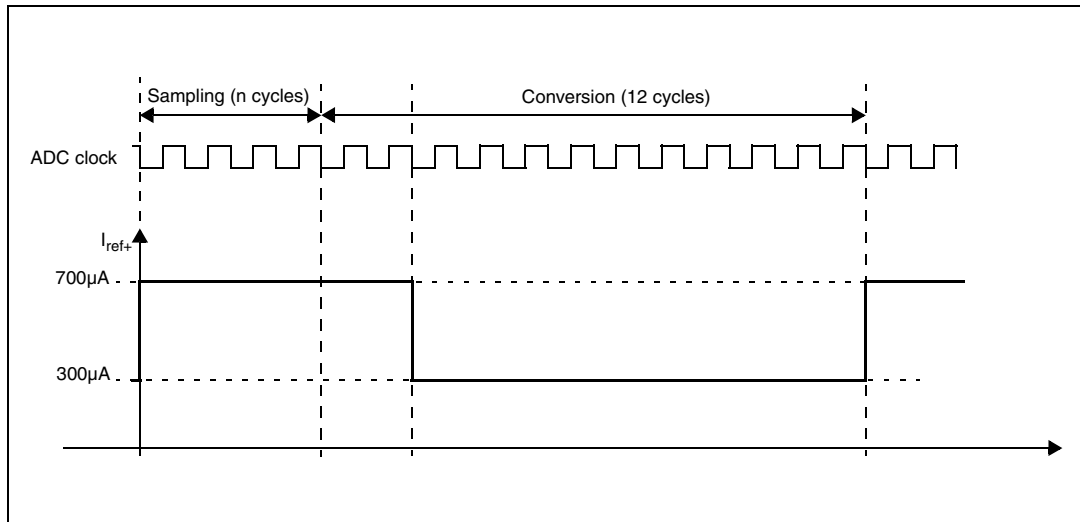 Sampling (n cycles)
Conversion (12 cycles)
ADC clock
Iref+
700µA
300µA